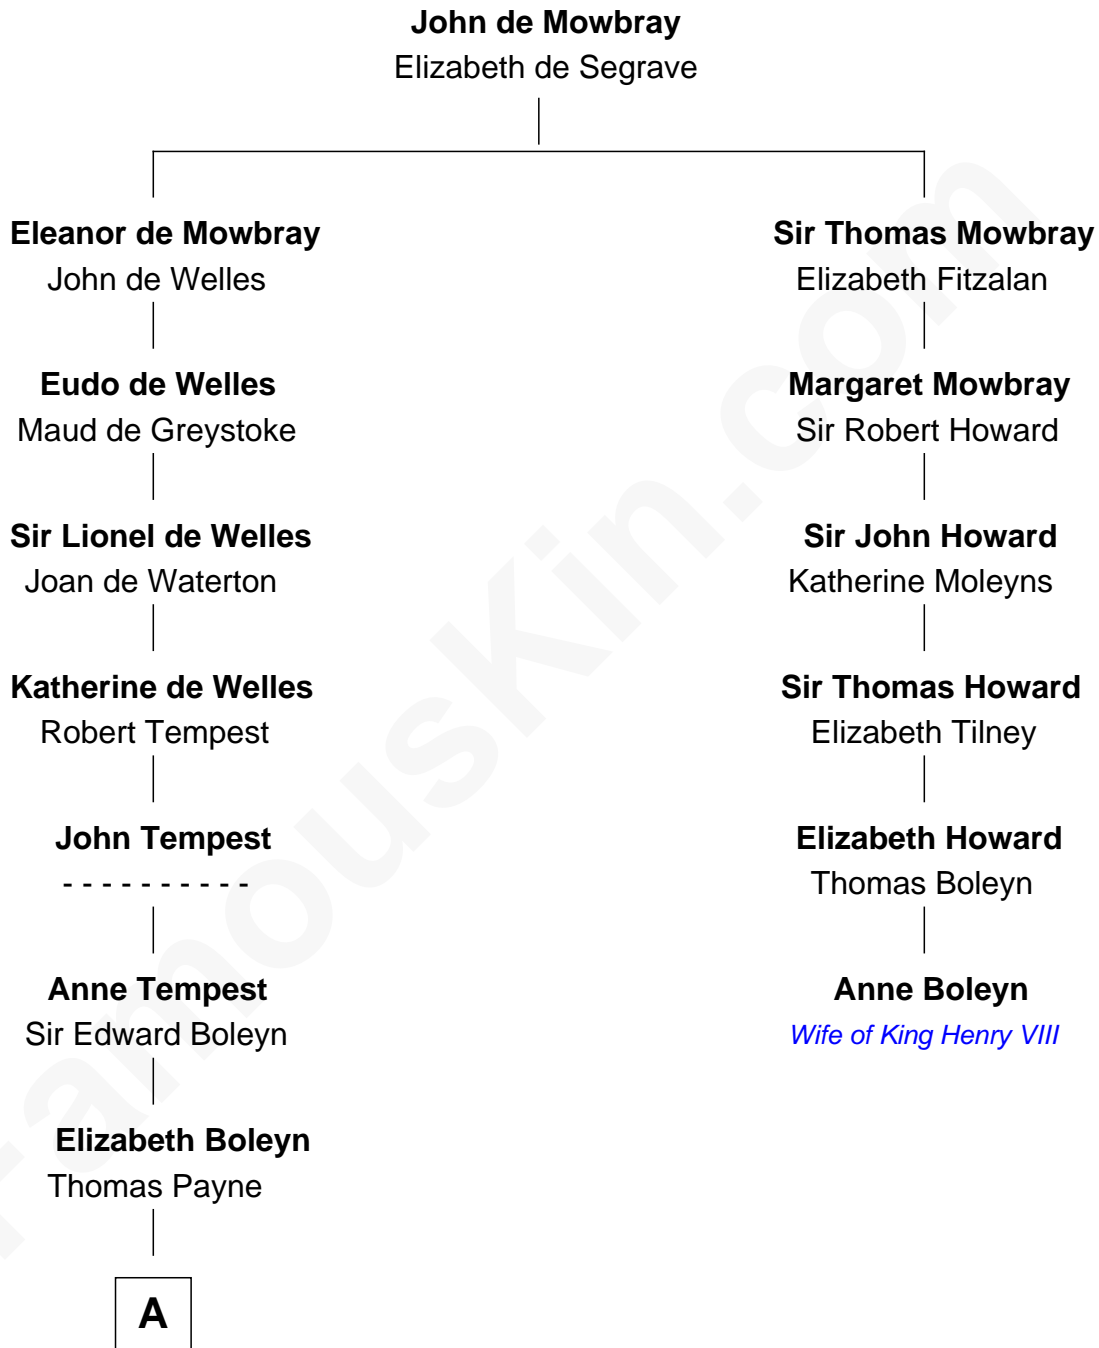 John de Mowbray
Elizabeth de Segrave
Eleanor de Mowbray
John de Welles
Sir Thomas Mowbray
Elizabeth Fitzalan
Eudo de Welles
Maud de Greystoke
Margaret Mowbray
Sir Robert Howard
Sir Lionel de Welles
Joan de Waterton
Sir John Howard
Katherine Moleyns
Katherine de Welles
Robert Tempest
Sir Thomas Howard
Elizabeth Tilney
John Tempest
- - - - - - - - - -
Elizabeth Howard
Thomas Boleyn
Anne Tempest
Sir Edward Boleyn
Anne Boleyn
Wife of King Henry VIII
Elizabeth Boleyn
Thomas Payne
A
FamousKin.com